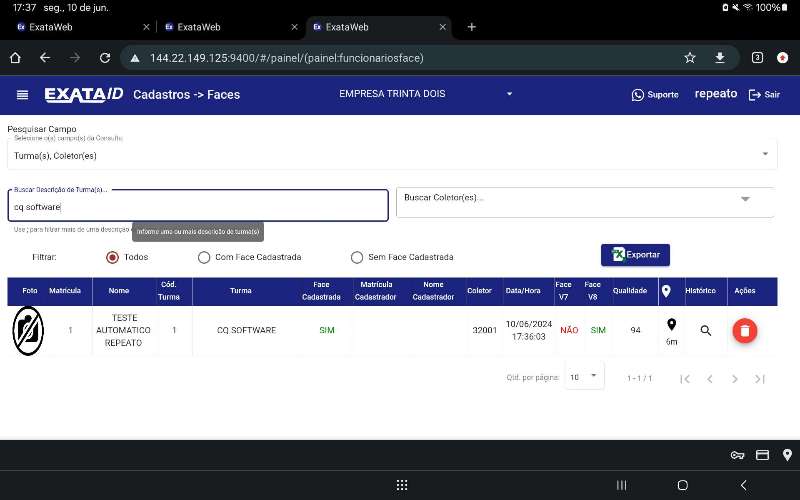 17:37 seg., 10 de jun.
100%
Ex ExataWeb
Ex ExataWeb
Ex ExataWeb
144.22.149.125:9400/#/painel/(painel:funcionariosface)
3
EXATAID
Cadastros -> Faces
EMPRESA TRINTA DOIS
Suporte
repeato
Sair
Pesquisar Campo
Selecione o(s) campo(s) da Consulta
Turma(s), Coletor(es)
Buscar Descrição de Turma(s)...
cq software
Buscar Coletor(es)...
Use ; para filtrar mais de uma descrição
Informe uma ou mais descrição de turma(s)
Filtrar:
Todos
Com Face Cadastrada
Sem Face Cadastrada
Exportar
Foto Matrícula Nome Cód. Turma Turma Face Cadastrada Matrícula Cadastrador Nome Cadastrador Coletor Data/Hora Face V7 Face V8 Qualidade Histórico Ações
1 TESTE AUTOMATICO REPEATO 1 CQ.SOFTWARE SIM 32001 10/06/2024 17:36:03 NÃO SIM 94 6m
Qtd. por página: 10 1 - 1 / 1